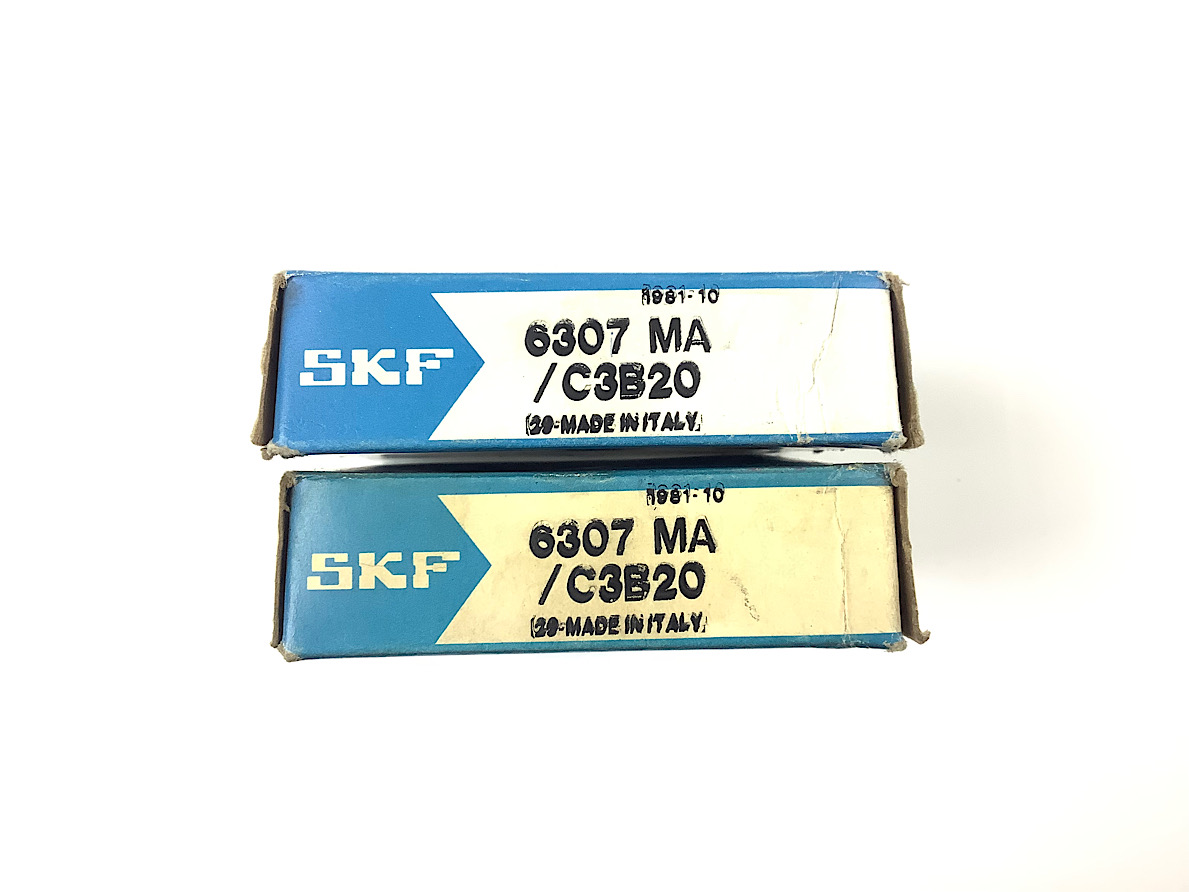 1981-10
SKF
6307 MA
/C3B20
(29-MADE IN ITALY)
1981-10
SKF
6307 MA
/C3B20
(29-MADE IN ITALY)